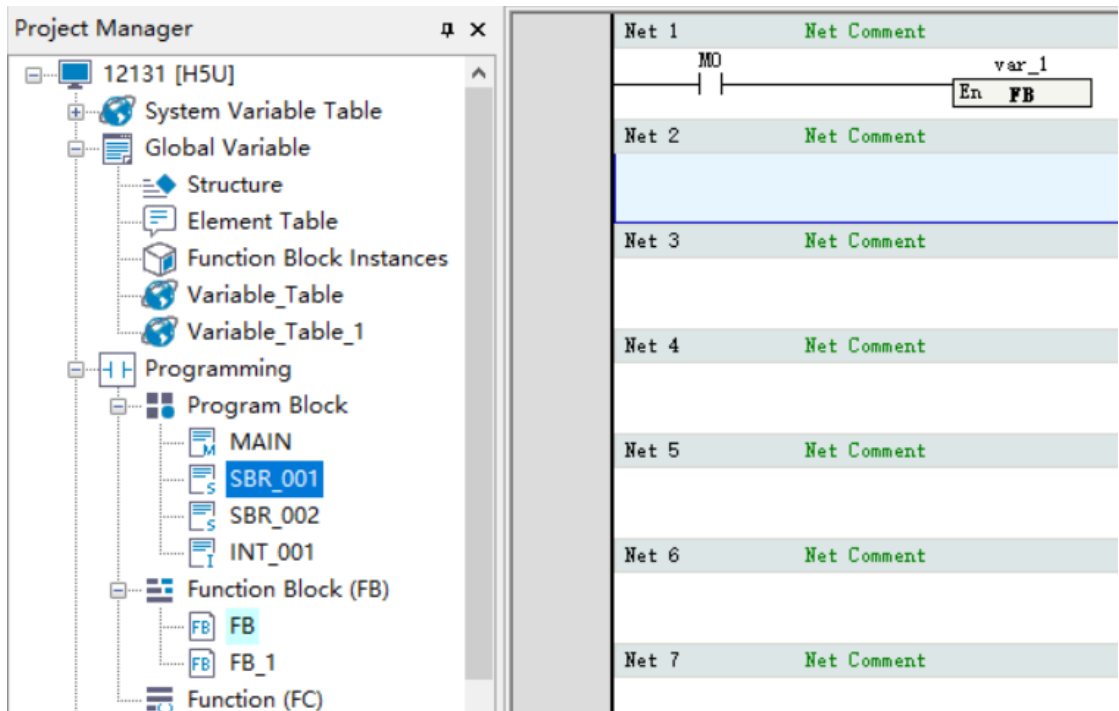 Project Manager
12131 [H5U]
System Variable Table
Global Variable
Structure
Element Table
Function Block Instances
Variable_Table
Variable_Table_1
Programming
Program Block
MAIN
SBR_001
SBR_002
INT_001
Function Block (FB)
FB
FB_1
Function (FC)
Net 1 Net Comment
M0
var_1
En FB
Net 2 Net Comment
Net 3 Net Comment
Net 4 Net Comment
Net 5 Net Comment
Net 6 Net Comment
Net 7 Net Comment